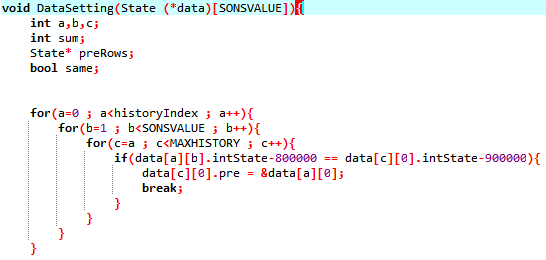 void DataSetting(State (*data)[SONSVALUE]){
int a,b,c;
int sum;
State* preRows;
bool same;
for(a=0 ; a<historyIndex ; a++){
for(b=1 ; b<SONSVALUE ; b++){
for(c=a ; c<MAXHISTORY ; c++){
if(data[a][b].intState-800000 == data[c][0].intState-900000){
data[c][0].pre = &data[a][0];
break;
}
}
}
}